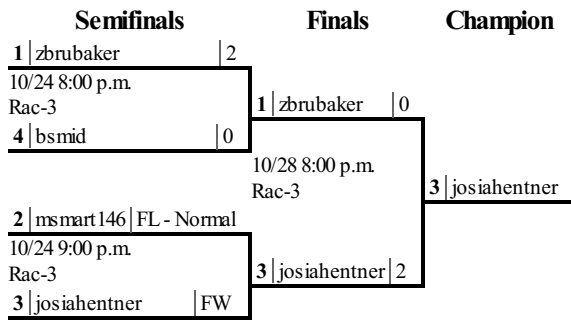 Semifinals Finals Champion
1 zbrubaker 2
10/24 8:00 p.m.
Rac-3
4 bsmid 0
1 zbrubaker 0
10/28 8:00 p.m.
Rac-3
3 josiahentner
2 msmart146 FL - Normal
10/24 9:00 p.m.
Rac-3
3 josiahentner FW
3 josiahentner 2